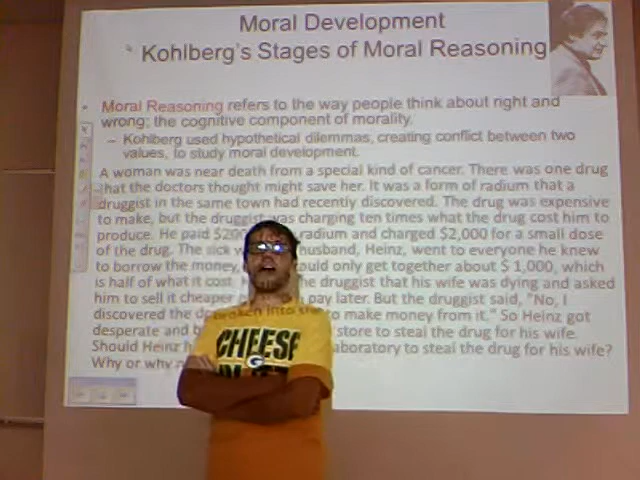 Moral Development
Kohlberg's Stages of Moral Reasoning
Moral Reasoning refers to the way people think about right and
wrong; the cognitive component of morality.
– Kohlberg used hypothetical dilemmas, creating conflict between two
values, to study moral development.
A woman was near death from a special kind of cancer. There was one drug
that the doctors thought might save her. It was a form of radium that a
druggist in the same town had recently discovered. The drug was expensive
to make, but the druggist was charging ten times what the drug cost him to
produce. He paid $200 radium and charged $2,000 for a small dose
of the drug. The sick husband, Heinz, went to everyone he knew
to borrow the money, could only get together about $ 1,000, which
is half of what it cost the druggist that his wife was dying and asked
him to sell it cheaper pay later. But the druggist said, "No, I
discovered the to make money from it." So Heinz got
desperate and broken into store to steal the drug for his wife.
Should Heinz laboratory to steal the drug for his wife?
Why or why
CHEESE
G